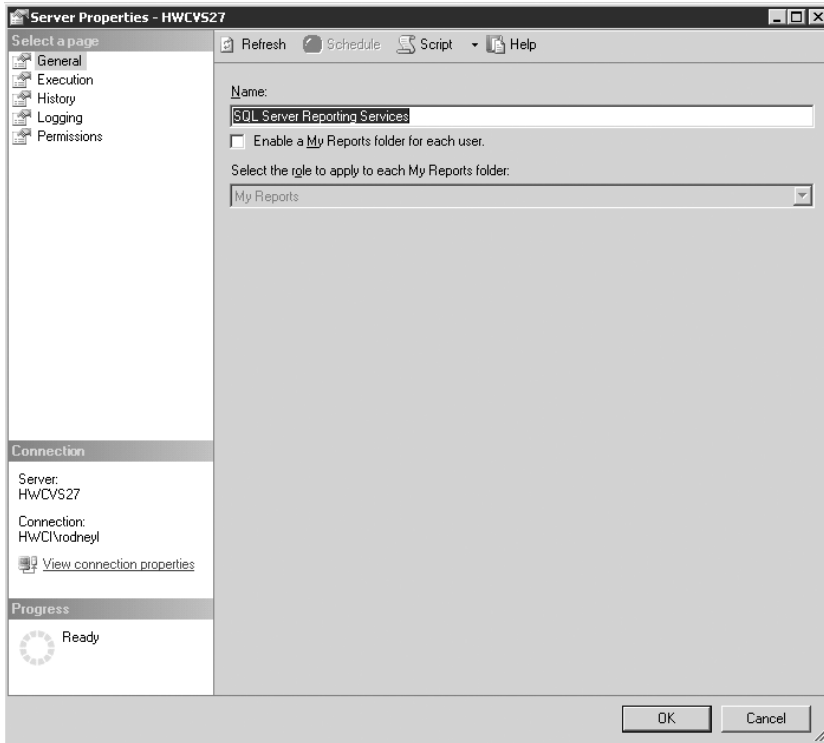 Server Properties - HWCVS27
Select a page
General
Execution
History
Logging
Permissions
Refresh Schedule Script Help
Name:
SQL Server Reporting Services
Enable a My Reports folder for each user.
Select the role to apply to each My Reports folder:
My Reports
Connection
Server:
HWCVS27
Connection:
HWCI\rodneyl
View connection properties
Progress
Ready
OK Cancel